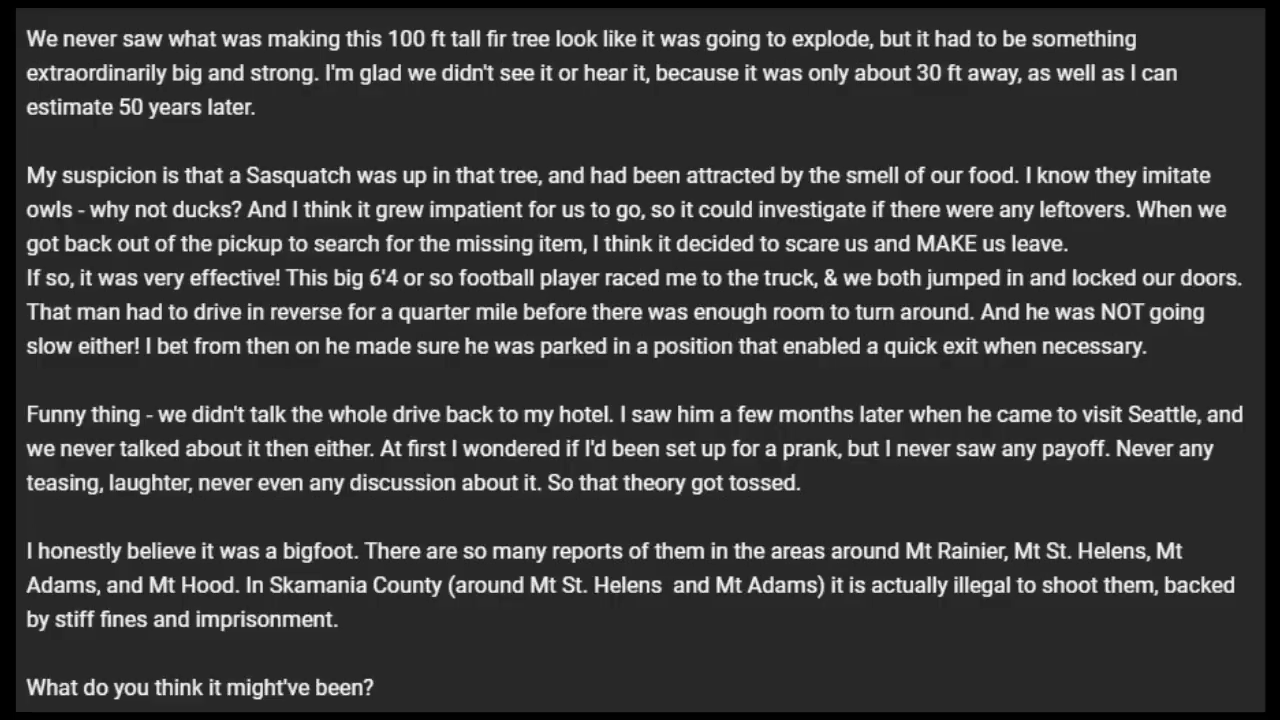 We never saw what was making this 100 ft tall fir tree look like it was going to explode, but it had to be something
extraordinarily big and strong. I'm glad we didn't see it or hear it, because it was only about 30 ft away, as well as I can
estimate 50 years later.
My suspicion is that a Sasquatch was up in that tree, and had been attracted by the smell of our food. I know they imitate
owls - why not ducks? And I think it grew impatient for us to go, so it could investigate if there were any leftovers. When we
got back out of the pickup to search for the missing item, I think it decided to scare us and MAKE us leave.
If so, it was very effective! This big 6'4 or so football player raced me to the truck, & we both jumped in and locked our doors.
That man had to drive in reverse for a quarter mile before there was enough room to turn around. And he was NOT going
slow either! I bet from then on he made sure he was parked in a position that enabled a quick exit when necessary.
Funny thing - we didn't talk the whole drive back to my hotel. I saw him a few months later when he came to visit Seattle, and
we never talked about it then either. At first I wondered if I'd been set up for a prank, but I never saw any payoff. Never any
teasing, laughter, never even any discussion about it. So that theory got tossed.
I honestly believe it was a bigfoot. There are so many reports of them in the areas around Mt Rainier, Mt St. Helens, Mt
Adams, and Mt Hood. In Skamania County (around Mt St. Helens  and Mt Adams) it is actually illegal to shoot them, backed
by stiff fines and imprisonment.
What do you think it might've been?